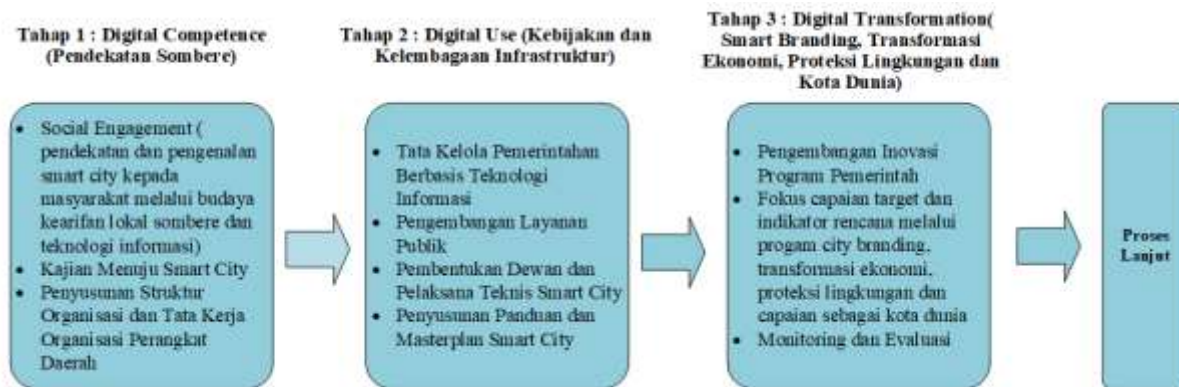 Tahap 1 : Digital Competence
(Pendekatan Sombere)
Tahap 2 : Digital Use (Kebijakan dan
Kelembagaan Infrastruktur)
Tahap 3 : Digital Transformation(
Smart Branding, Transformasi
Ekonomi, Proteksi Lingkungan dan
Kota Dunia)
• Social Engagement (
pendekatan dan pengenalan
smart city kepada
masyarakat melalui budaya
kearifan lokal sombere dan
teknologi informasi)
• Kajian Menuju Smart City
• Penyusunan Struktur
Organisasi dan Tata Kerja
Organisasi Perangkat
Daerah
• Tata Kelola Pemerintahan
Berbasis Teknologi
Informasi
• Pengembangan Layanan
Publik
• Pembentukan Dewan dan
Pelaksana Teknis Smart City
• Penyusunan Panduan dan
Masterplan Smart City
• Pengembangan Inovasi
Program Pemerintah
• Fokus capaian target dan
indikator rencana melalui
progam city branding,
transformasi ekonomi,
proteksi lingkungan dan
capaian sebagai kota dunia
• Monitoring dan Evaluasi
Proses
Lanjut